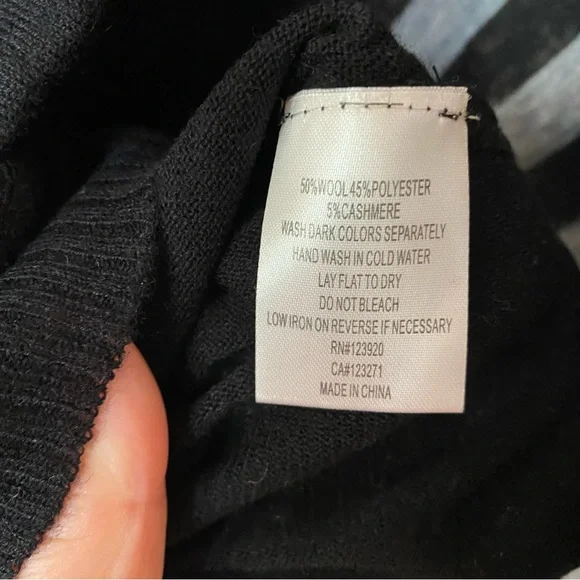 50%WOOL 45%POLYESTER
5%CASHMERE
WASH DARK COLORS SEPARATELY
HAND WASH IN COLD WATER
LAY FLAT TO DRY
DO NOT BLEACH
LOW IRON ON REVERSE IF NECESSARY
RN#123920
CA#123271
MADE IN CHINA